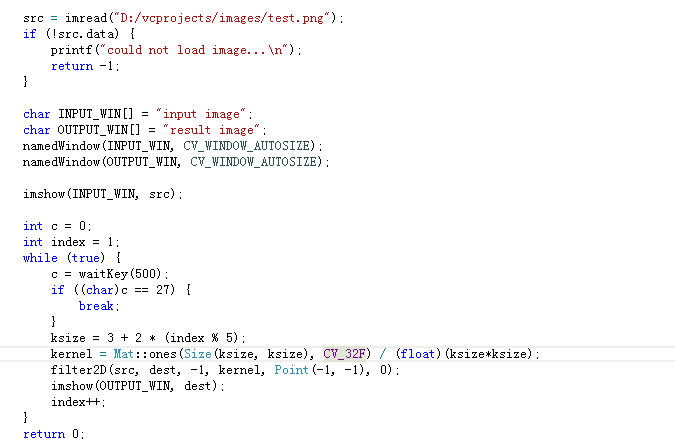 src = imread("D:/vcprojects/images/test.png");
if (!src.data) {
    printf("could not load image...\n");
    return -1;
}

char INPUT_WIN[] = "input image";
char OUTPUT_WIN[] = "result image";
namedWindow(INPUT_WIN, CV_WINDOW_AUTOSIZE);
namedWindow(OUTPUT_WIN, CV_WINDOW_AUTOSIZE);

imshow(INPUT_WIN, src);

int c = 0;
int index = 1;
while (true) {
    c = waitKey(500);
    if ((char)c == 27) {
        break;
    }
    ksize = 3 + 2 * (index % 5);
    kernel = Mat::ones(Size(ksize, ksize), CV_32F) / (float)(ksize*ksize);
    filter2D(src, dest, -1, kernel, Point(-1, -1), 0);
    imshow(OUTPUT_WIN, dest);
    index++;
}
return 0;